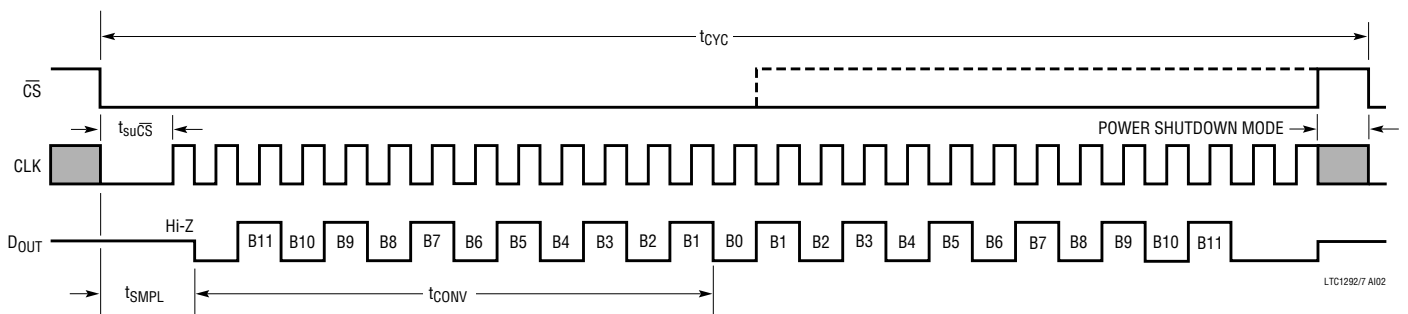 tCYC
CS
tsuCS
POWER SHUTDOWN MODE
CLK
Hi-Z
DOUT
B11 B10 B9 B8 B7 B6 B5 B4 B3 B2 B1 B0 B1 B2 B3 B4 B5 B6 B7 B8 B9 B10 B11
LTC1292/7 AI02
tSMPL
tCONV